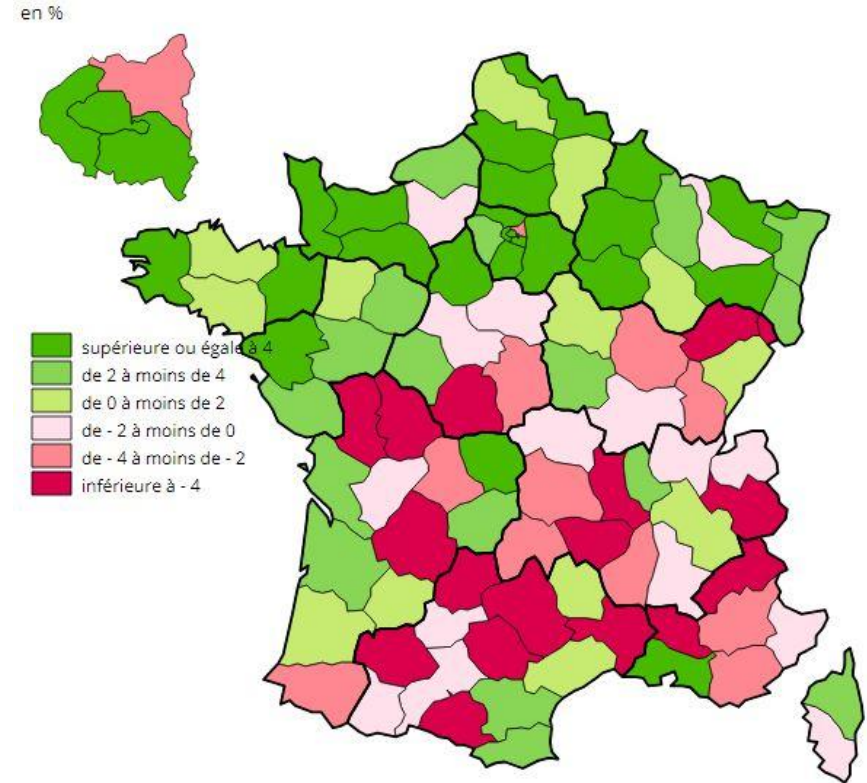 en %
supérieure ou égale à 4
de 2 à moins de 4
de 0 à moins de 2
de - 2 à moins de 0
de - 4 à moins de - 2
inférieure à - 4